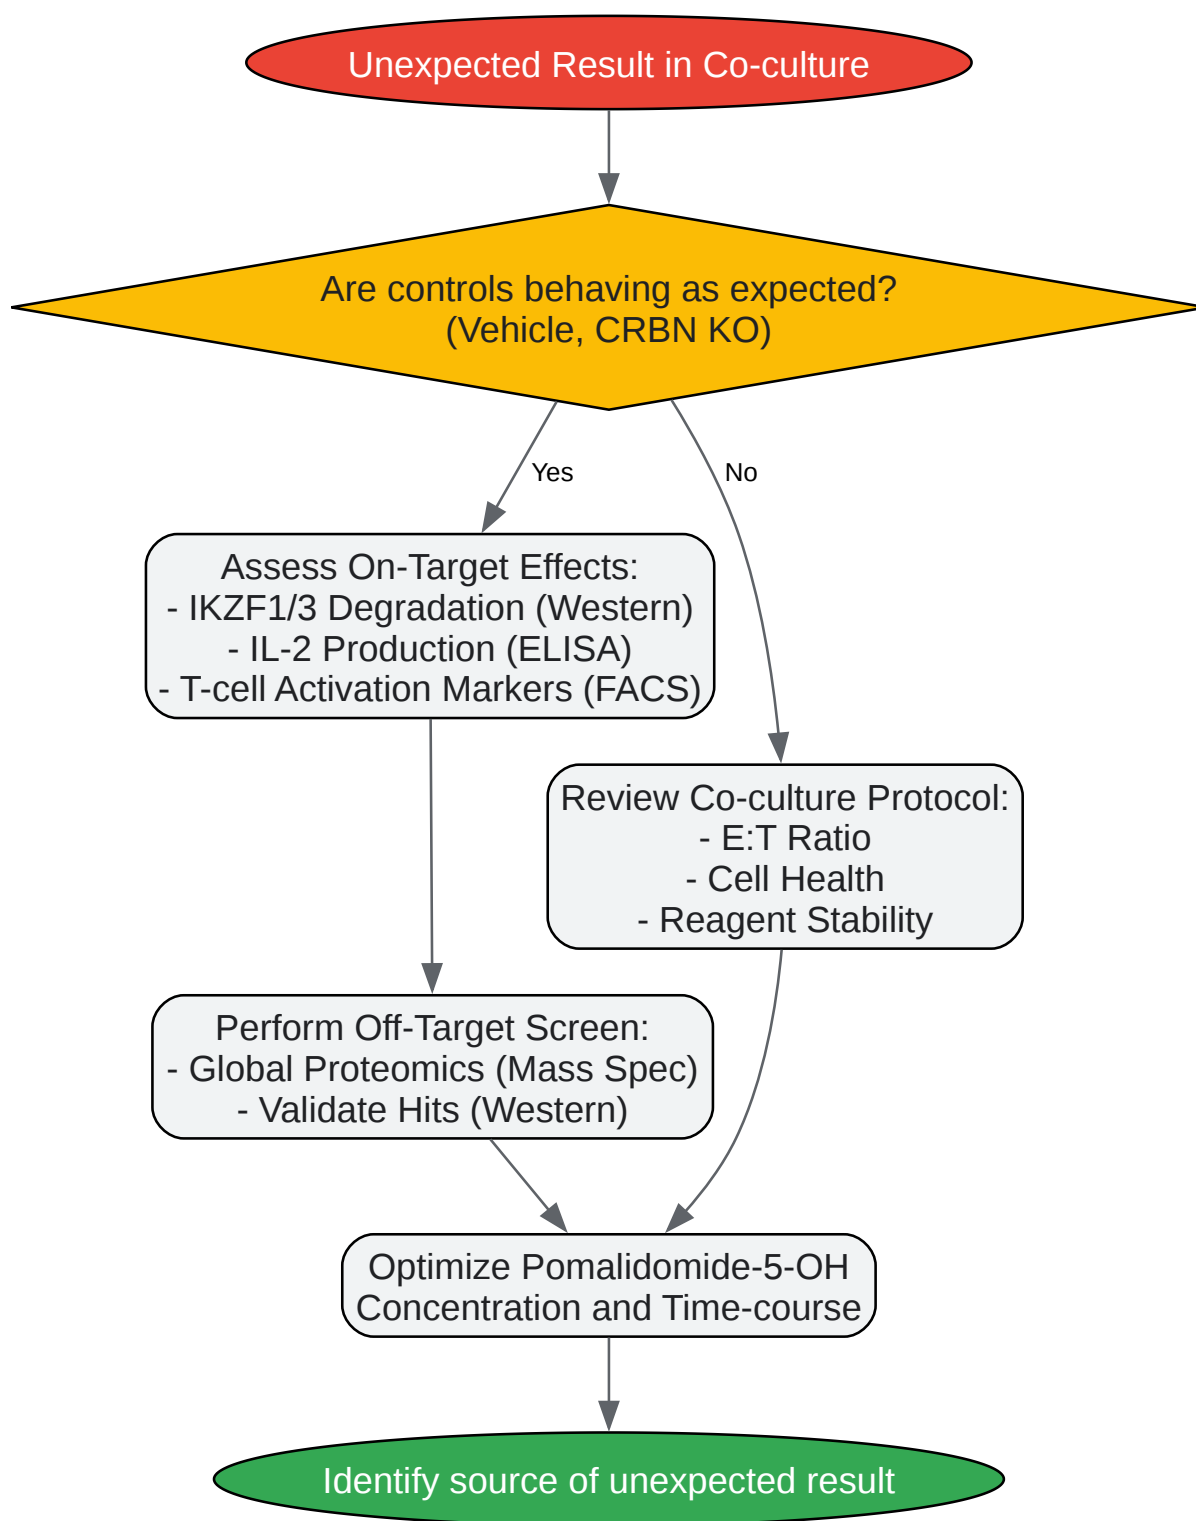 Unexpected Result in Co-culture
Are controls behaving as expected?
(Vehicle, CRBN KO)
Yes
No
Assess On-Target Effects:
- IKZF1/3 Degradation (Western)
- IL-2 Production (ELISA)
- T-cell Activation Markers (FACS)
Review Co-culture Protocol:
- E:T Ratio
- Cell Health
- Reagent Stability
Perform Off-Target Screen:
- Global Proteomics (Mass Spec)
- Validate Hits (Western)
Optimize Pomalidomide-5-OH
Concentration and Time-course
Identify source of unexpected result